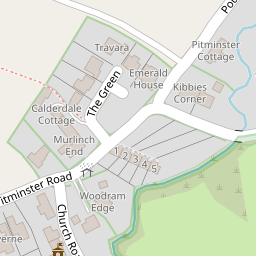 Travara
Pitminster
Cottage
Emerald
House
Kibbies
Corner
The Green
Calderdale
Cottage
Murlinch
End
1 2 3 4 5
Pitminster Road
Woodram
Edge
Church Ro
erne